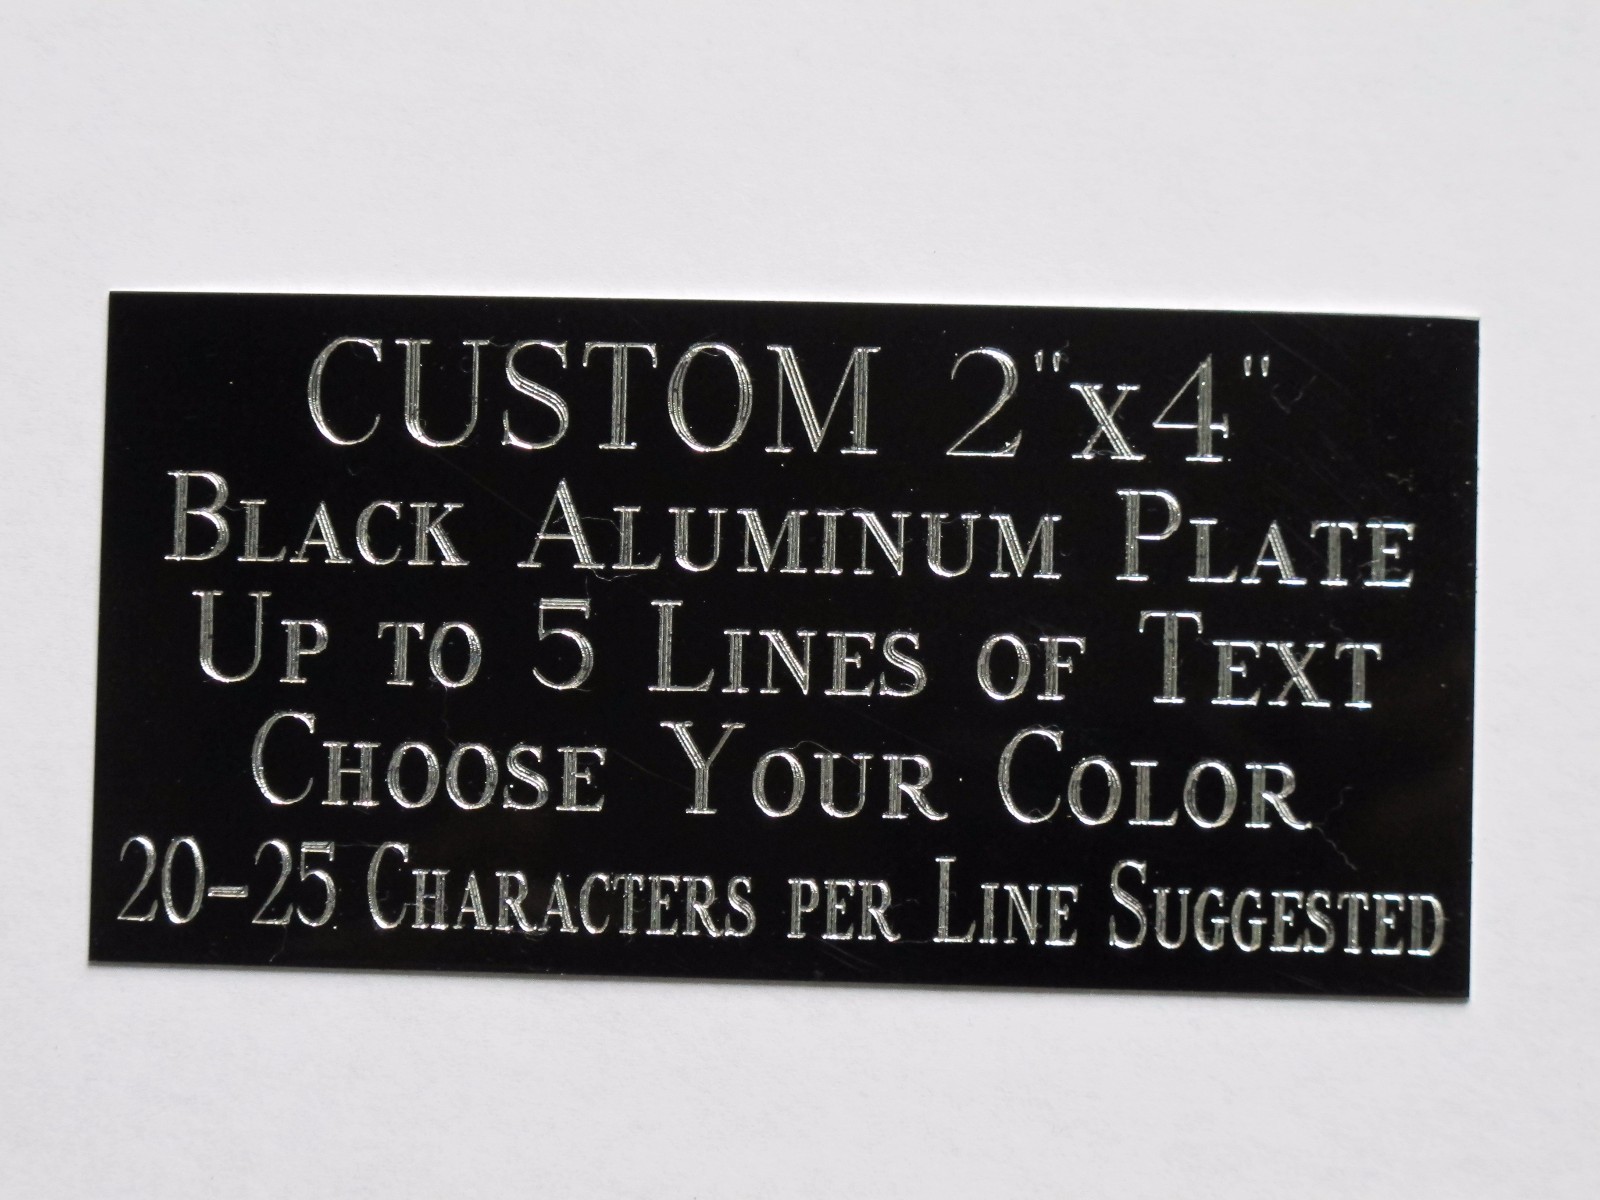 CUSTOM 2"x4"
Black Aluminum Plate
Up to 5 Lines of Text
Choose Your Color
20-25 Characters per Line Suggested